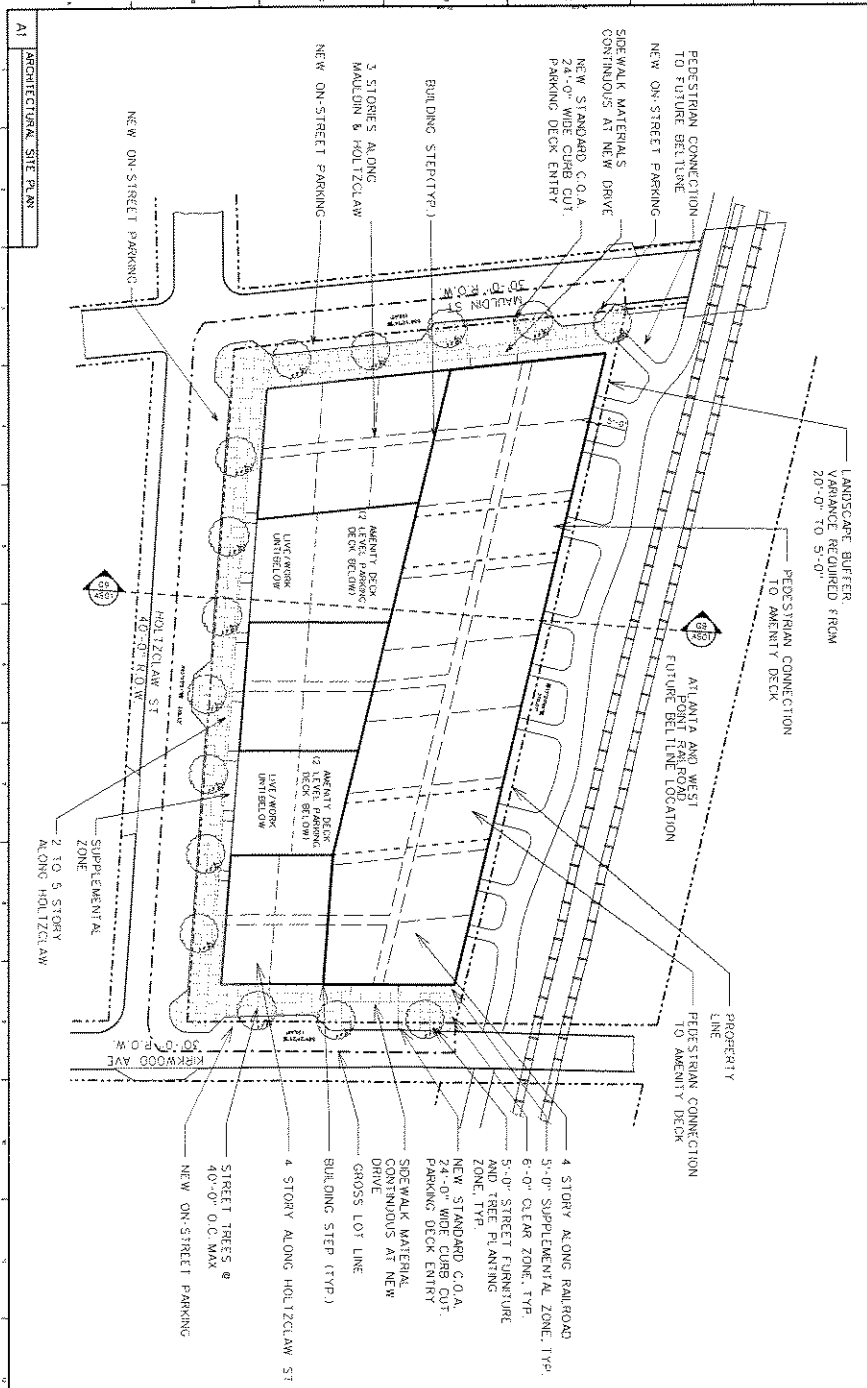 PEDESTRIAN CONNECTION
TO FUTURE BELTLINE
NEW ON-STREET PARKING
SIDEWALK MATERIALS
CONTINUOUS AT NEW DRIVE
NEW STANDARD C.O.A.
24'-0" WIDE CURB CUT,
PARKING DECK ENTRY
BUILDING STEP(TYP.)
3 STORIES ALONG
MAULDIN & HOLTZCLAW
NEW ON-STREET PARKING
NEW ON-STREET PARKING
LANDSCAPE BUFFER:
VARIANCE REQUIRED FROM
20'-0" TO 5'-0"
PEDESTRIAN CONNECTION
TO AMENITY DECK
ATLANTA AND WEST
POINT RAILROAD
FUTURE BELTLINE LOCATION
PROPERTY
LINE
PEDESTRIAN CONNECTION
TO AMENITY DECK
MAULDIN ST
30'-0" R.O.W.
5'-0"
AMENITY DECK
(2 LEVEL PARKING
DECK BELOW)
LIVE/WORK
UNIT BELOW
AMENITY DECK
(2 LEVEL PARKING
DECK BELOW)
LIVE/WORK
UNIT BELOW
HOLTZCLAW ST
40'-0" R.O.W
KIRKWOOD AVE
30'-0" R.O.W.
SUPPLEMENTAL
ZONE
2 TO 5 STORY
ALONG HOLTZCLAW
4 STORY ALONG RAILROAD
5'-0" SUPPLEMENTAL ZONE, TYP.
6'-0" CLEAR ZONE, TYP.
5'-0" STREET FURNITURE
AND TREE PLANTING
ZONE, TYP.
NEW STANDARD C.O.A.
24'-0" WIDE CURB CUT,
PARKING DECK ENTRY
SIDEWALK MATERIAL
CONTINUOUS AT NEW
DRIVE
GROSS LOT LINE
BUILDING STEP (TYP.)
4 STORY ALONG HOLTZCLAW ST
STREET TREES @
40'-0" O.C. MAX
NEW ON-STREET PARKING
A1
ARCHITECTURAL SITE PLAN